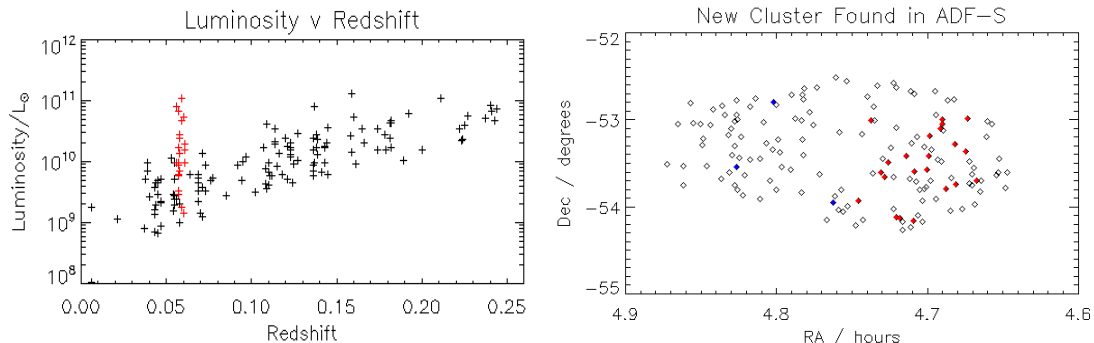 Luminosity v Redshift
Luminosity/L☉
10¹²
10¹¹
10¹⁰
10⁹
10⁸
0.00 0.05 0.10 0.15 0.20 0.25
Redshift
New Cluster Found in ADF-S
Dec / degrees
-52
-53
-54
-55
4.9 4.8 4.7 4.6
RA / hours